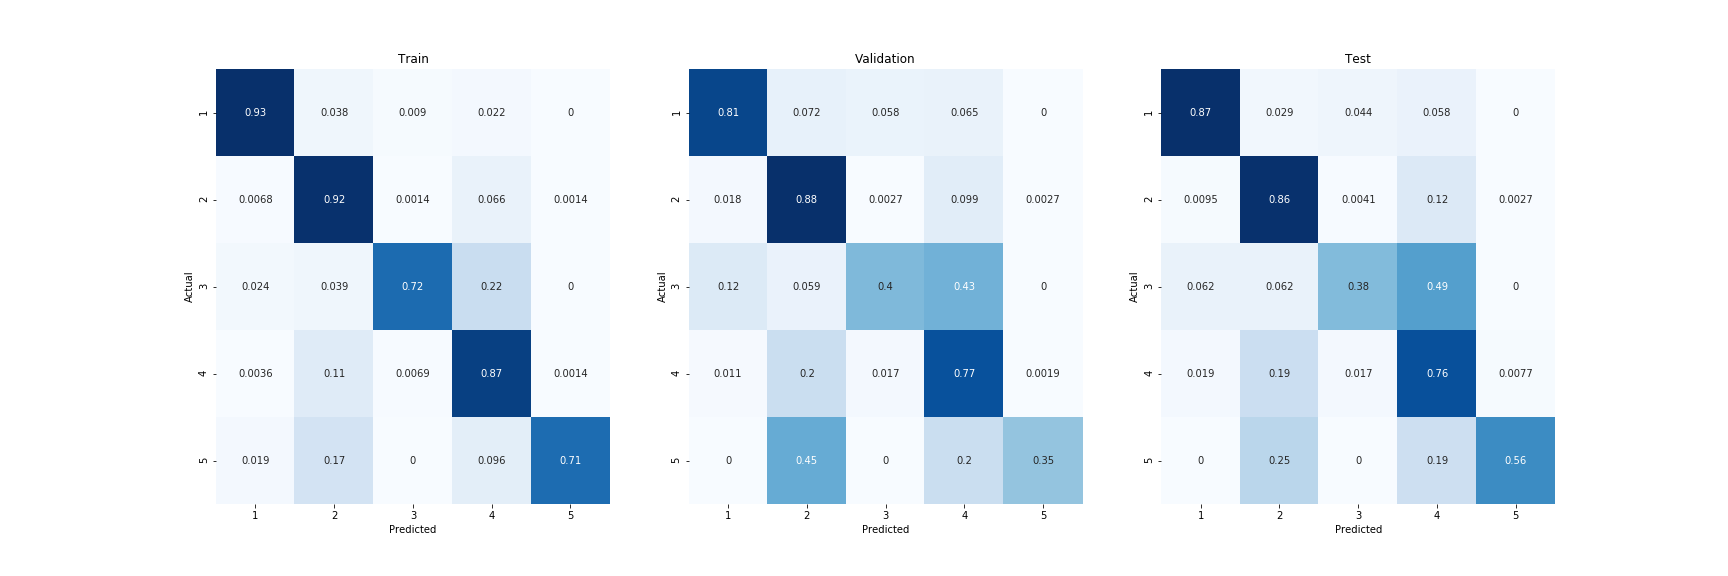 Train
1 0.93 0.038 0.009 0.022 0
2 0.0068 0.92 0.0014 0.066 0.0014
Actual
3 0.024 0.039 0.72 0.22 0
4 0.0036 0.11 0.0069 0.87 0.0014
5 0.019 0.17 0 0.096 0.71
1 2 3 4 5
Predicted
Validation
1 0.81 0.072 0.058 0.065 0
2 0.018 0.88 0.0027 0.099 0.0027
Actual
3 0.12 0.059 0.4 0.43 0
4 0.011 0.2 0.017 0.77 0.0019
5 0 0.45 0 0.2 0.35
1 2 3 4 5
Predicted
Test
1 0.87 0.029 0.044 0.058 0
2 0.0095 0.86 0.0041 0.12 0.0027
Actual
3 0.062 0.062 0.38 0.49 0
4 0.019 0.19 0.017 0.76 0.0077
5 0 0.25 0 0.19 0.56
1 2 3 4 5
Predicted